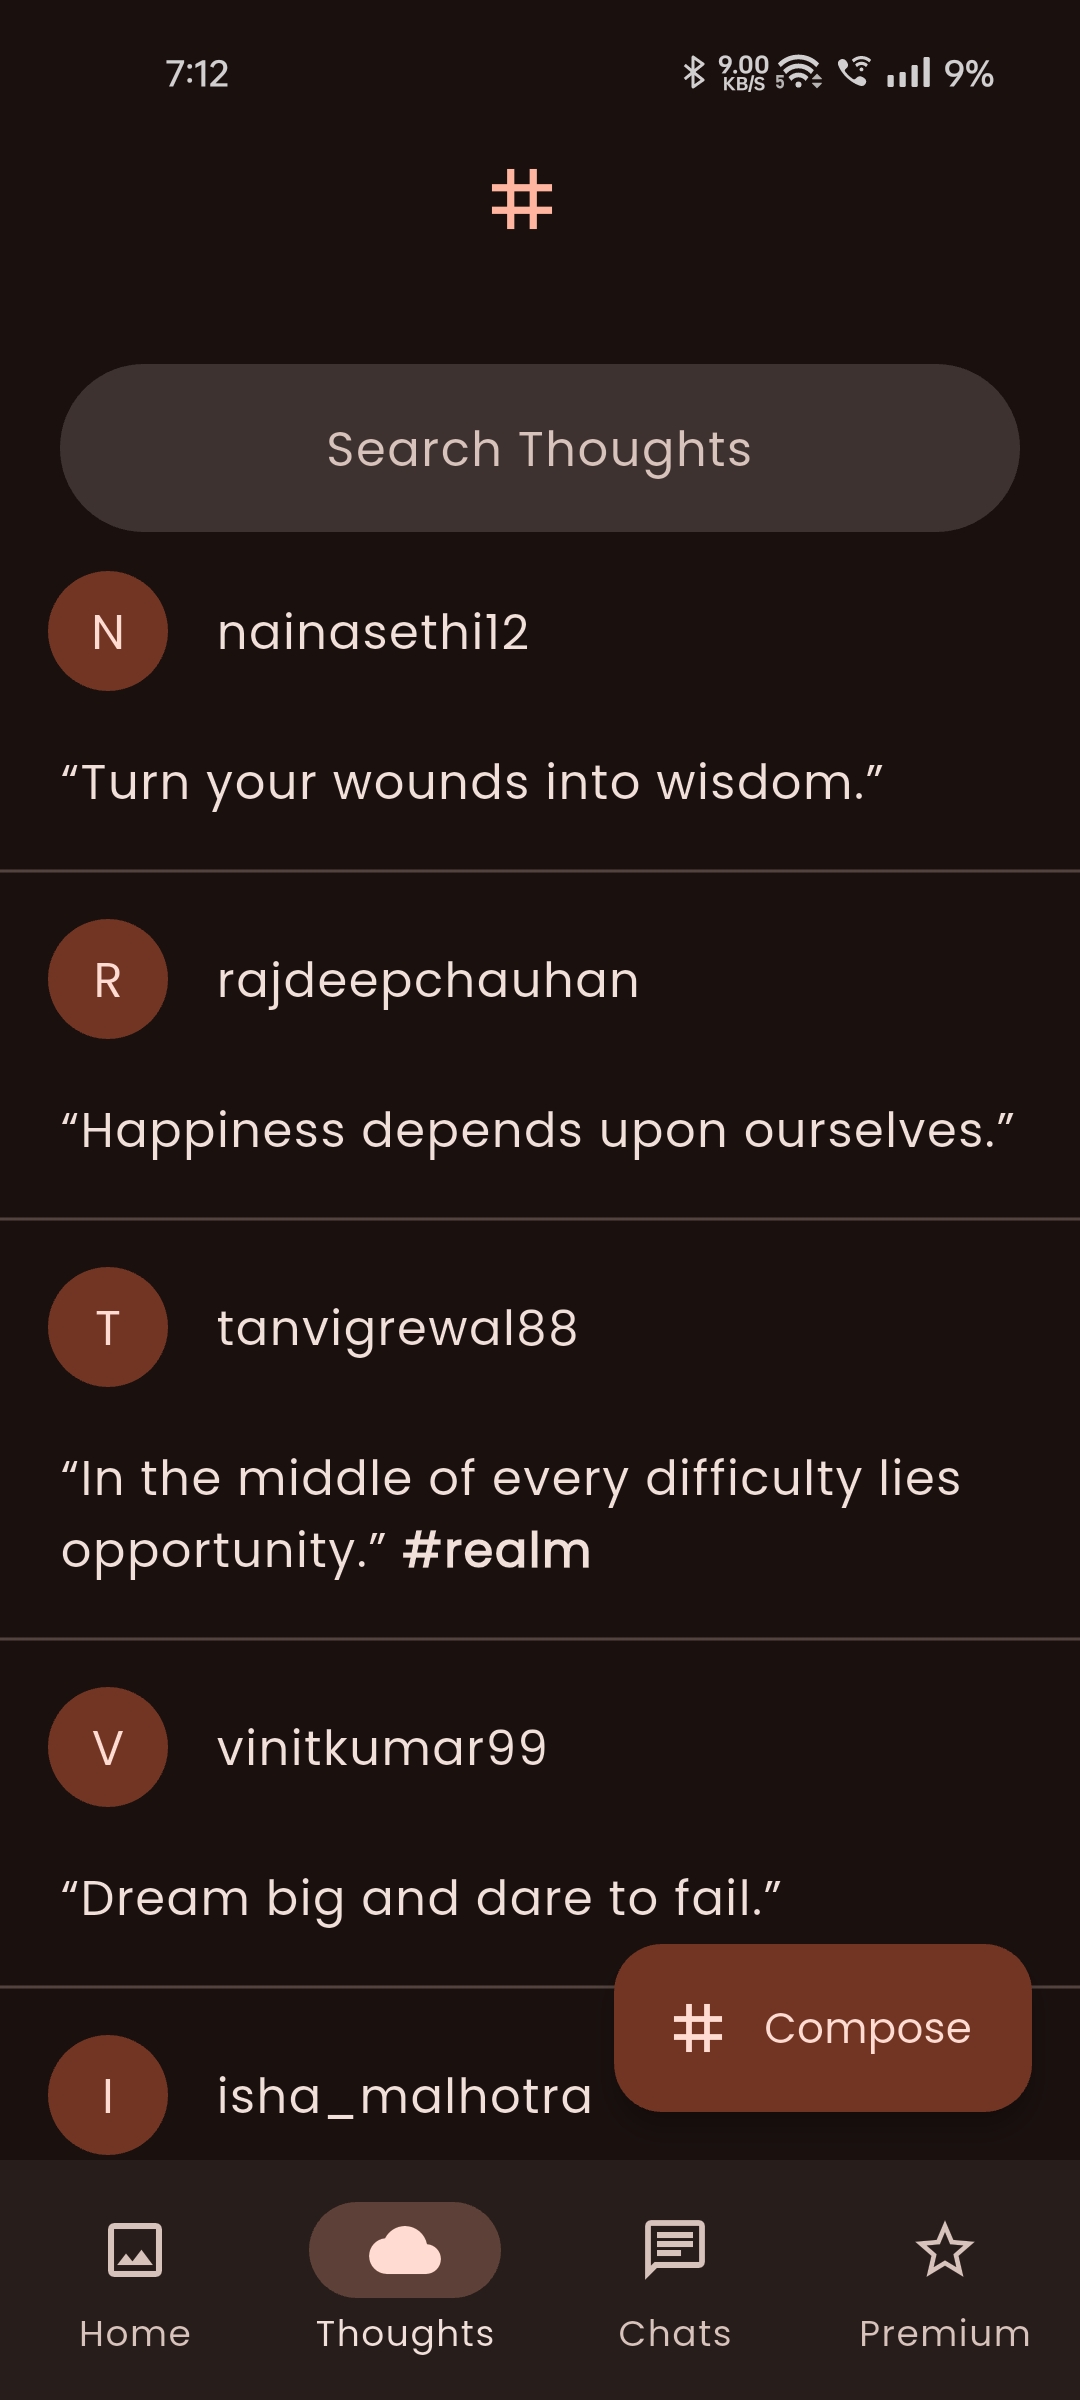 7:12
9.00
KB/S
5
9%
#
Search Thoughts
N
nainasethi12
“Turn your wounds into wisdom.”
R
rajdeepchauhan
“Happiness depends upon ourselves.”
T
tanvigrewal88
“In the middle of every difficulty lies
opportunity.” #realm
V
vinitkumar99
“Dream big and dare to fail.”
# Compose
I
isha_malhotra
Home Thoughts Chats Premium